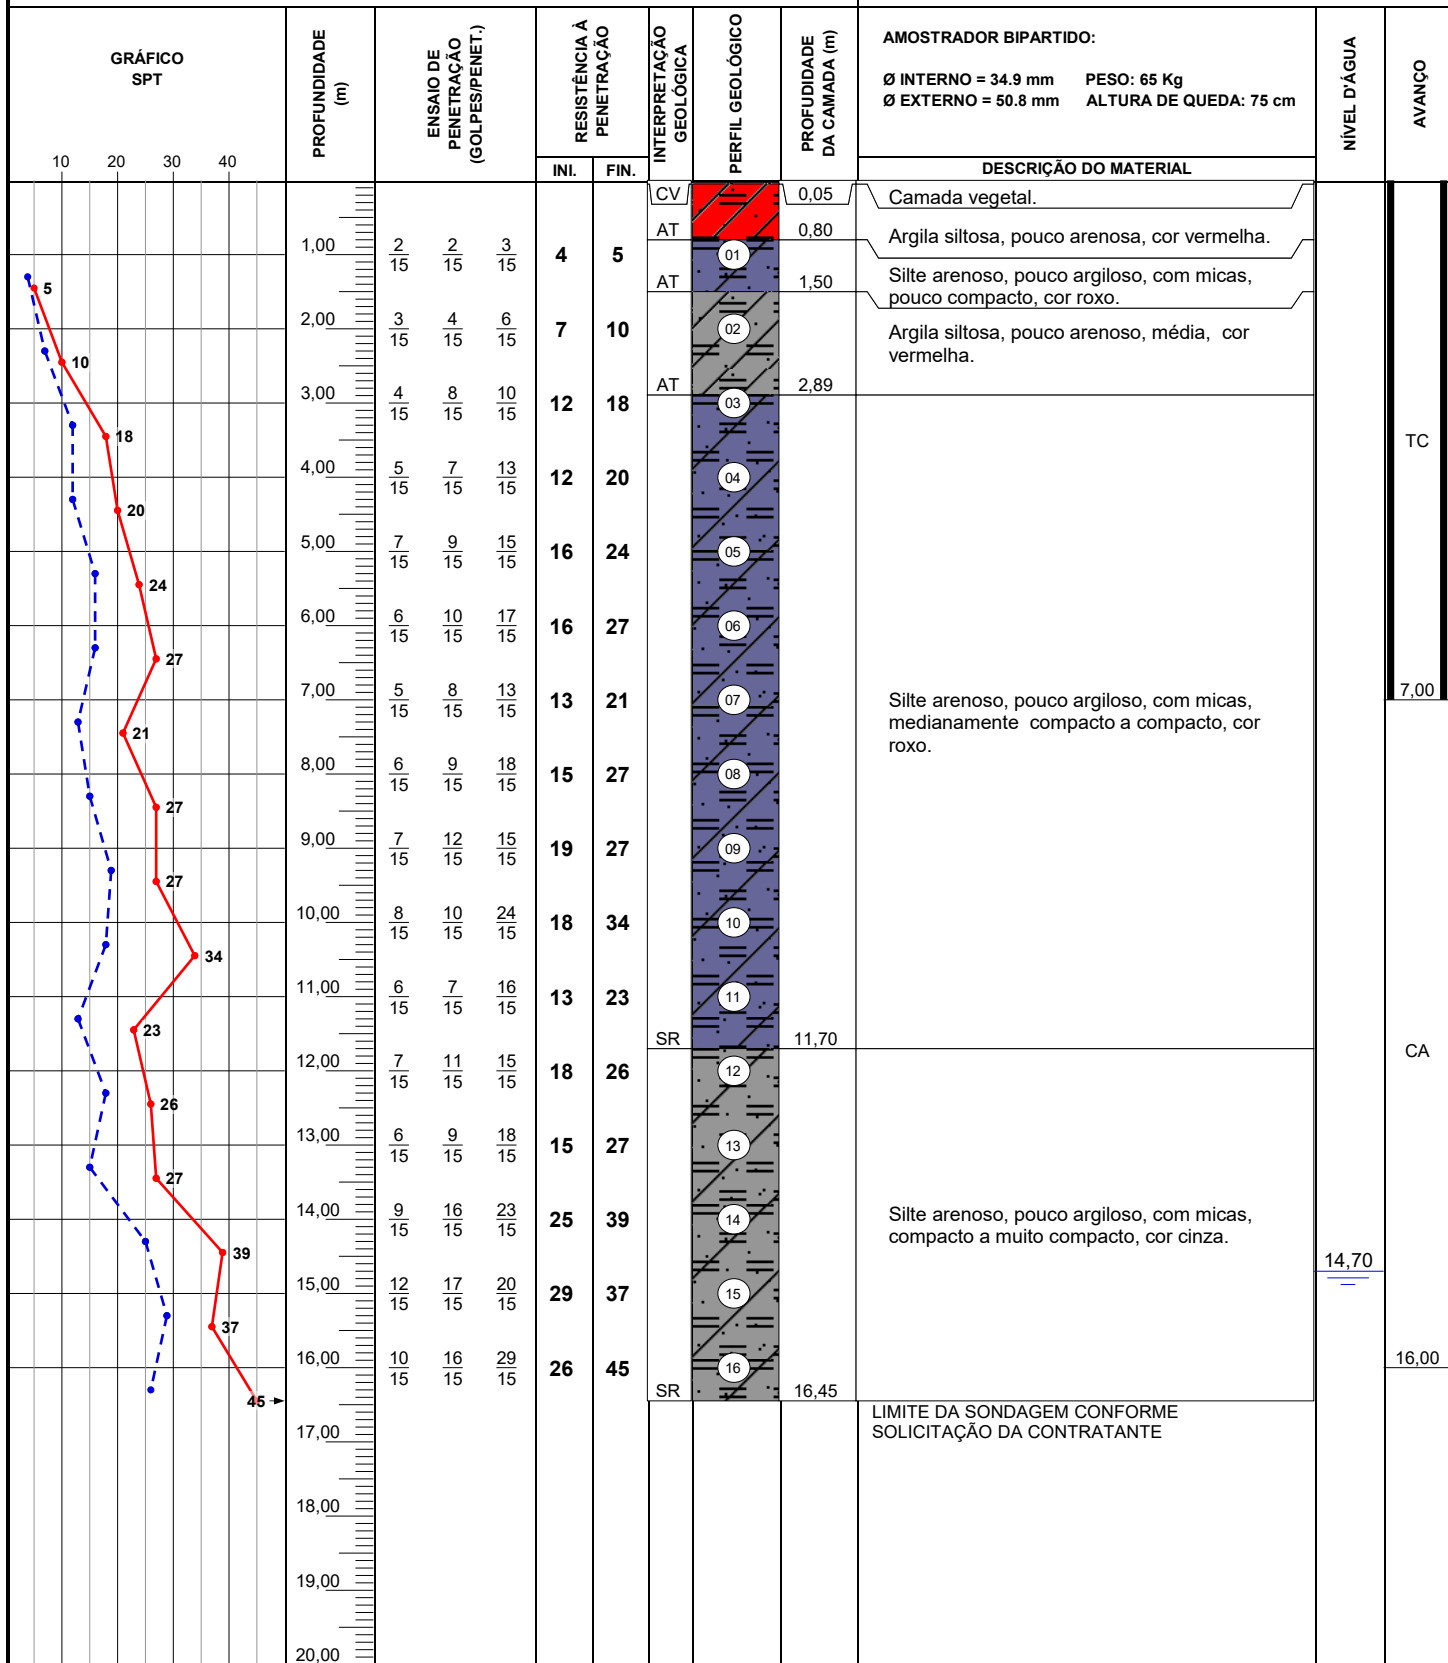 GRÁFICO
SPT
10 20 30 40
PROFUNDIDADE
(m)
ENSAIO DE
PENETRAÇÃO
(GOLPES/PENET.)
RESISTÊNCIA À
PENETRAÇÃO
INI. FIN.
INTERPRETAÇÃO
GEOLÓGICA
PERFIL GEOLÓGICO
PROFUDIDADE
DA CAMADA (m)
AMOSTRADOR BIPARTIDO:
Ø INTERNO = 34.9 mm PESO: 65 Kg
Ø EXTERNO = 50.8 mm ALTURA DE QUEDA: 75 cm
DESCRIÇÃO DO MATERIAL
NÍVEL D'ÁGUA
AVANÇO
CV 0,05 Camada vegetal.
AT 0,80 Argila siltosa, pouco arenosa, cor vermelha.
1,00 2/15 2/15 3/15 4 5 01
AT 1,50 Silte arenoso, pouco argiloso, com micas,
pouco compacto, cor roxo.
5
2,00 3/15 4/15 6/15 7 10 02
Argila siltosa, pouco arenoso, média, cor
vermelha.
10
AT 2,89
3,00 4/15 8/15 10/15 12 18 03
18
TC
4,00 5/15 7/15 13/15 12 20 04
20
5,00 7/15 9/15 15/15 16 24 05
24
6,00 6/15 10/15 17/15 16 27 06
27
7,00 5/15 8/15 13/15 13 21 07
7,00
Silte arenoso, pouco argiloso, com micas,
medianamente compacto a compacto, cor
roxo.
21
8,00 6/15 9/15 18/15 15 27 08
27
9,00 7/15 12/15 15/15 19 27 09
27
10,00 8/15 10/15 24/15 18 34 10
34
11,00 6/15 7/15 16/15 13 23 11
23
SR 11,70
CA
12,00 7/15 11/15 15/15 18 26 12
26
13,00 6/15 9/15 18/15 15 27 13
27
14,00 9/15 16/15 23/15 25 39 14
Silte arenoso, pouco argiloso, com micas,
compacto a muito compacto, cor cinza.
39
14,70
15,00 12/15 17/15 20/15 29 37 15
37
16,00 10/15 16/15 29/15 26 45 16
16,00
SR 16,45
45
LIMITE DA SONDAGEM CONFORME
SOLICITAÇÃO DA CONTRATANTE
17,00
18,00
19,00
20,00